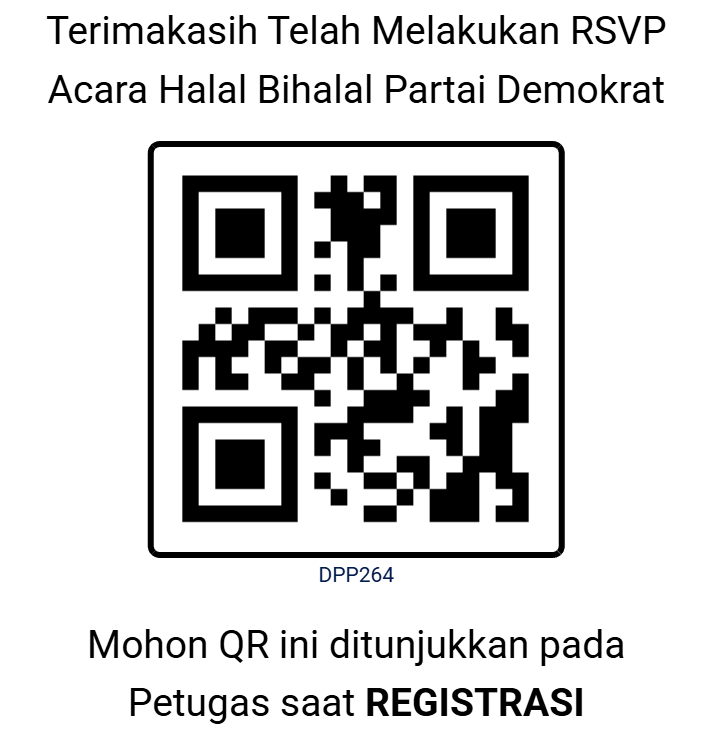 Terimakasih Telah Melakukan RSVP
Acara Halal Bihalal Partai Demokrat
DPP264
Mohon QR ini ditunjukkan pada
Petugas saat REGISTRASI